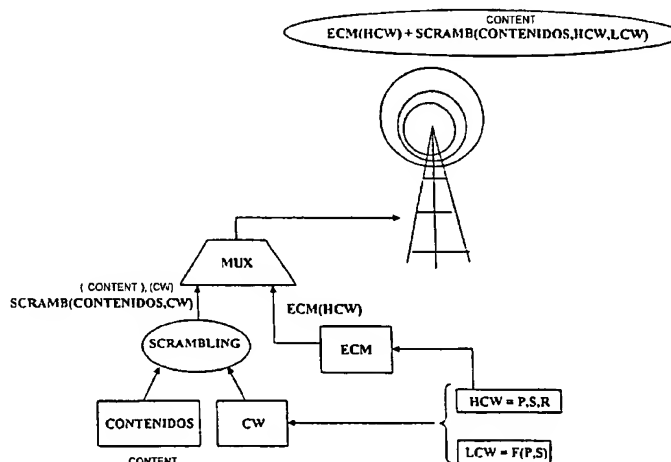 CONTENT
ECM(HCW) + SCRAMB(CONTENIDOS,HCW,LCW)
MUX
( CONTENT ), (CW)
SCRAMB(CONTENIDOS,CW)
ECM(HCW)
SCRAMBLING
ECM
HCW = P,S,R
CONTENIDOS
CW
LCW = F(P,S)
CONTENT